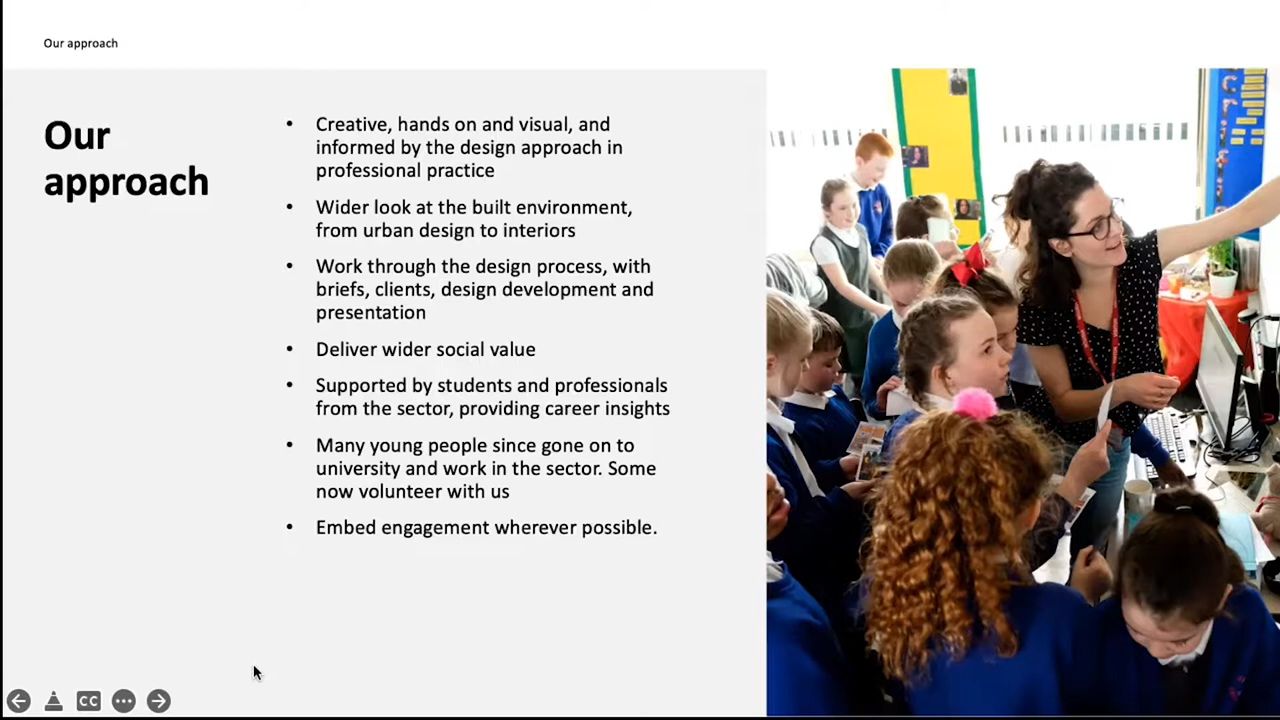 Our approach
Our
approach
• Creative, hands on and visual, and
informed by the design approach in
professional practice
• Wider look at the built environment,
from urban design to interiors
• Work through the design process, with
briefs, clients, design development and
presentation
• Deliver wider social value
• Supported by students and professionals
from the sector, providing career insights
• Many young people since gone on to
university and work in the sector. Some
now volunteer with us
• Embed engagement wherever possible.
CC